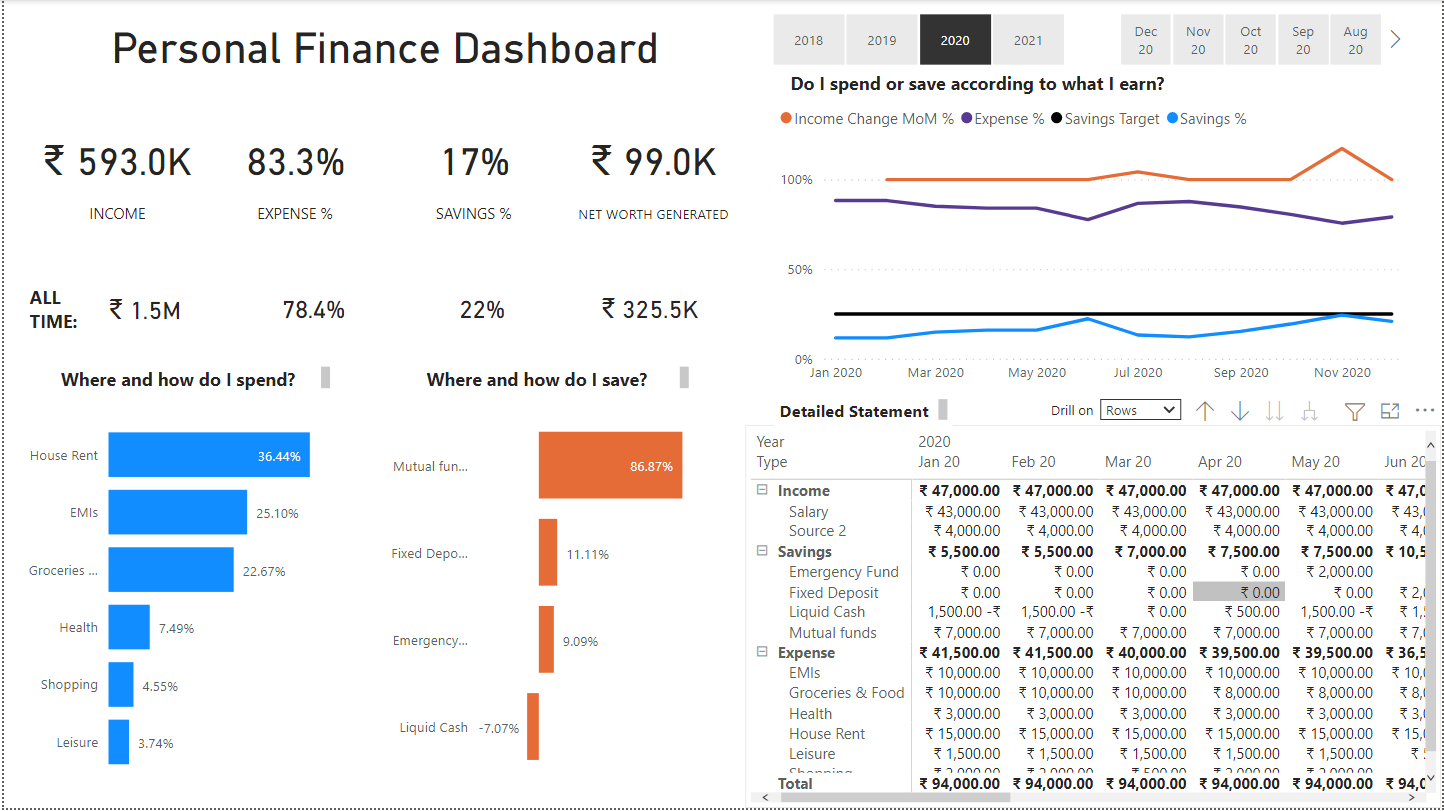 Personal Finance Dashboard
2018 2019 2020 2021
Dec 20 Nov 20 Oct 20 Sep 20 Aug 20
₹ 593.0K 83.3% 17% ₹ 99.0K
INCOME EXPENSE % SAVINGS % NET WORTH GENERATED
ALL TIME: ₹ 1.5M 78.4% 22% ₹ 325.5K
Do I spend or save according to what I earn?
Income Change MoM % Expense % Savings Target Savings %
100%
50%
0%
Jan 2020 Mar 2020 May 2020 Jul 2020 Sep 2020 Nov 2020
Where and how do I spend?
House Rent 36.44%
EMIs 25.10%
Groceries ... 22.67%
Health 7.49%
Shopping 4.55%
Leisure 3.74%
Where and how do I save?
Mutual fun... 86.87%
Fixed Depo... 11.11%
Emergency... 9.09%
Liquid Cash -7.07%
Detailed Statement
Drill on Rows
Year 2020
Type Jan 20 Feb 20 Mar 20 Apr 20 May 20 Jun 20
Income ₹ 47,000.00 ₹ 47,000.00 ₹ 47,000.00 ₹ 47,000.00 ₹ 47,000.00 ₹ 47,0
Salary ₹ 43,000.00 ₹ 43,000.00 ₹ 43,000.00 ₹ 43,000.00 ₹ 43,000.00 ₹ 43,
Source 2 ₹ 4,000.00 ₹ 4,000.00 ₹ 4,000.00 ₹ 4,000.00 ₹ 4,000.00 ₹ 4,
Savings ₹ 5,500.00 ₹ 5,500.00 ₹ 7,000.00 ₹ 7,500.00 ₹ 7,500.00 ₹ 10,5
Emergency Fund ₹ 0.00 ₹ 0.00 ₹ 0.00 ₹ 0.00 ₹ 2,000.00
Fixed Deposit ₹ 0.00 ₹ 0.00 ₹ 0.00 ₹ 0.00 ₹ 0.00 ₹ 2,
Liquid Cash 1,500.00 -₹ 1,500.00 -₹ ₹ 0.00 ₹ 500.00 1,500.00 -₹ ₹ 1,
Mutual funds ₹ 7,000.00 ₹ 7,000.00 ₹ 7,000.00 ₹ 7,000.00 ₹ 7,000.00 ₹ 7,
Expense ₹ 41,500.00 ₹ 41,500.00 ₹ 40,000.00 ₹ 39,500.00 ₹ 39,500.00 ₹ 36,5
EMIs ₹ 10,000.00 ₹ 10,000.00 ₹ 10,000.00 ₹ 10,000.00 ₹ 10,000.00 ₹ 10,
Groceries & Food ₹ 10,000.00 ₹ 10,000.00 ₹ 10,000.00 ₹ 8,000.00 ₹ 8,000.00 ₹ 8,
Health ₹ 3,000.00 ₹ 3,000.00 ₹ 3,000.00 ₹ 3,000.00 ₹ 3,000.00 ₹ 3,
House Rent ₹ 15,000.00 ₹ 15,000.00 ₹ 15,000.00 ₹ 15,000.00 ₹ 15,000.00 ₹ 15,
Leisure ₹ 1,500.00 ₹ 1,500.00 ₹ 1,500.00 ₹ 1,500.00 ₹ 1,500.00 ₹
Total ₹ 94,000.00 ₹ 94,000.00 ₹ 94,000.00 ₹ 94,000.00 ₹ 94,000.00 ₹ 94,0